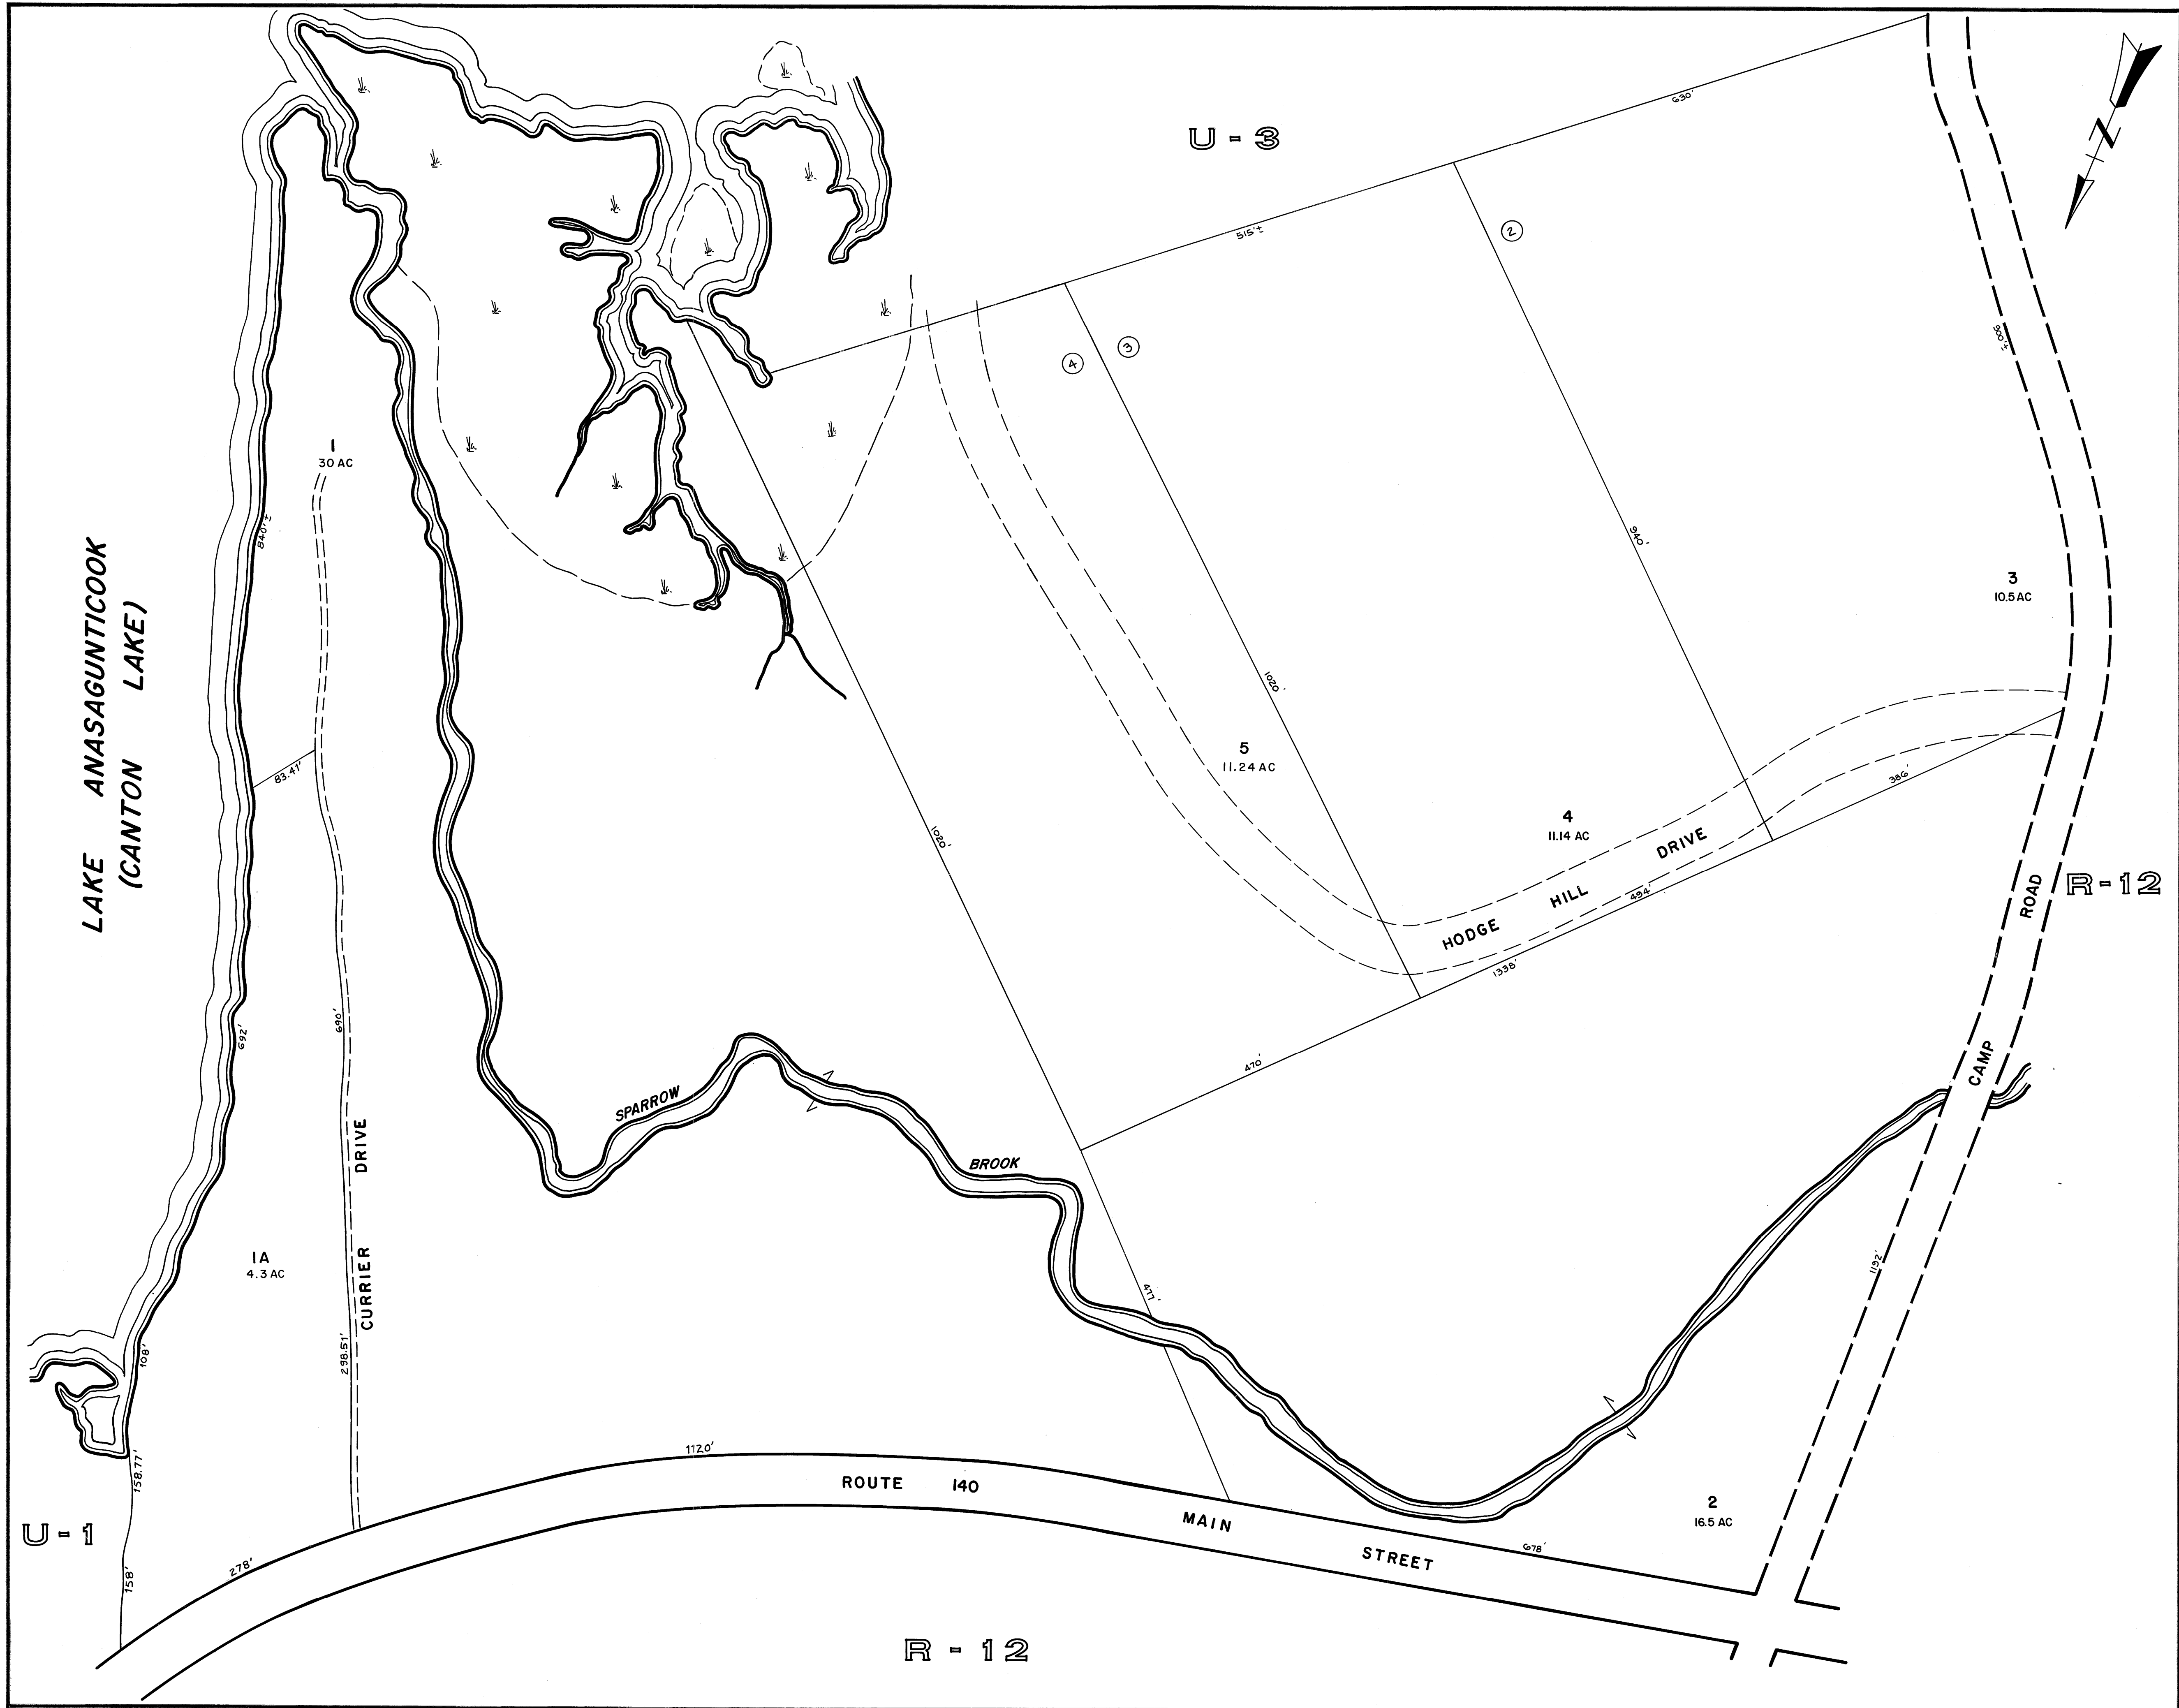 U-3
630'
N
515'±
2
3
4
900'±
1
30 AC
840'±
LAKE ANASAGUNTICOOK
(CANTON LAKE)
940'
3
10.5 AC
1020'
5
11.24 AC
83.41'
386'
4
11.14 AC
1020'
HODGE HILL DRIVE
494'
1338'
R-12
CAMP ROAD
692'
690'
470'
SPARROW BROOK
CURRIER DRIVE
1A
4.3 AC
477'
1192'
108'
298.51'
158.77'
1120'
ROUTE 140
MAIN STREET
678'
2
16.5 AC
U-1
278'
158'
R-12